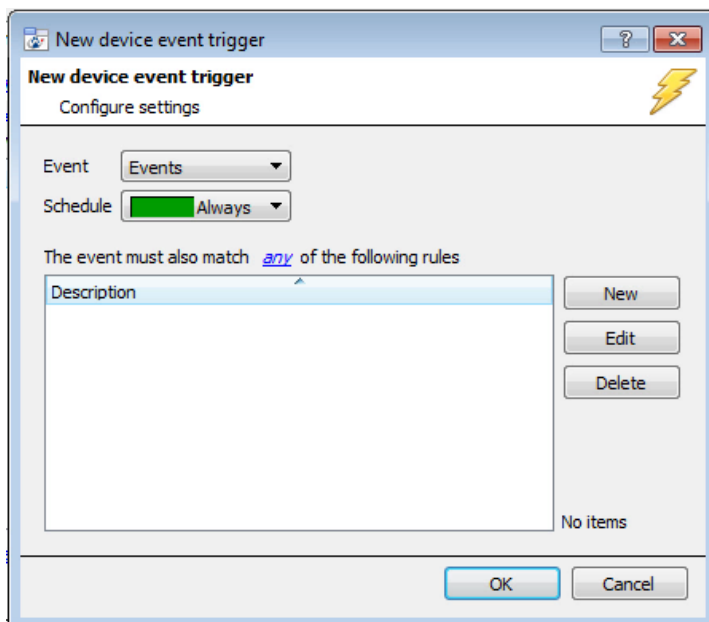 New device event trigger
?
New device event trigger
Configure settings
Event Events
Schedule Always
The event must also match any of the following rules
Description
New
Edit
Delete
No items
OK Cancel